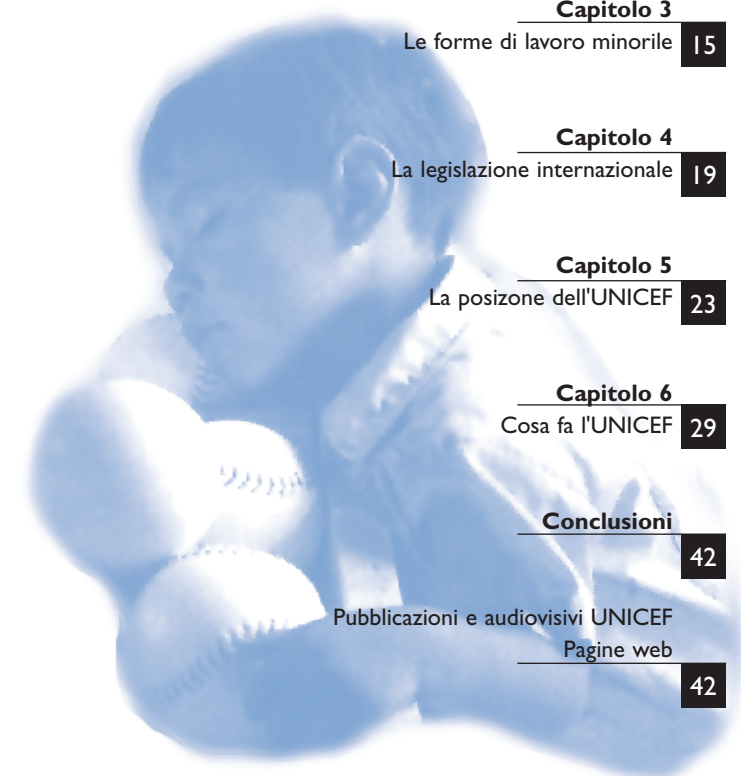 Capitolo 3
Le forme di lavoro minorile 15
Capitolo 4
La legislazione internazionale 19
Capitolo 5
La posizone dell'UNICEF 23
Capitolo 6
Cosa fa l'UNICEF 29
Conclusioni
42
Pubblicazioni e audiovisivi UNICEF
Pagine web
42